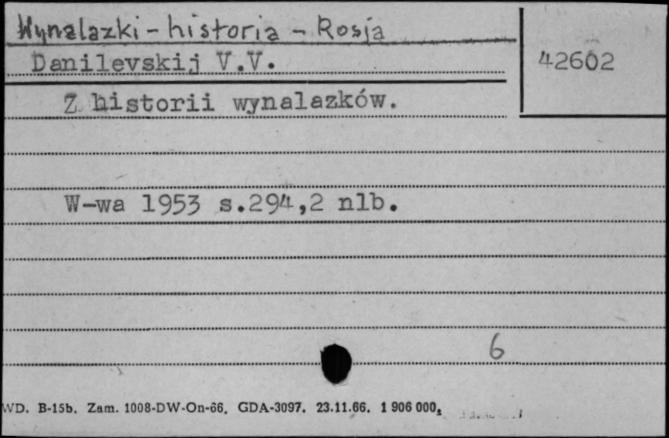 Wynalazki - historia - Rosja
Danilevskij V.V.
42602
Z historii wynalazków.
W-wa 1953 s.294,2 nlb.
6
WD. B-15b. Zam. 1008-DW-On-66. GDA-3097. 23.11.66. 1 906 000,